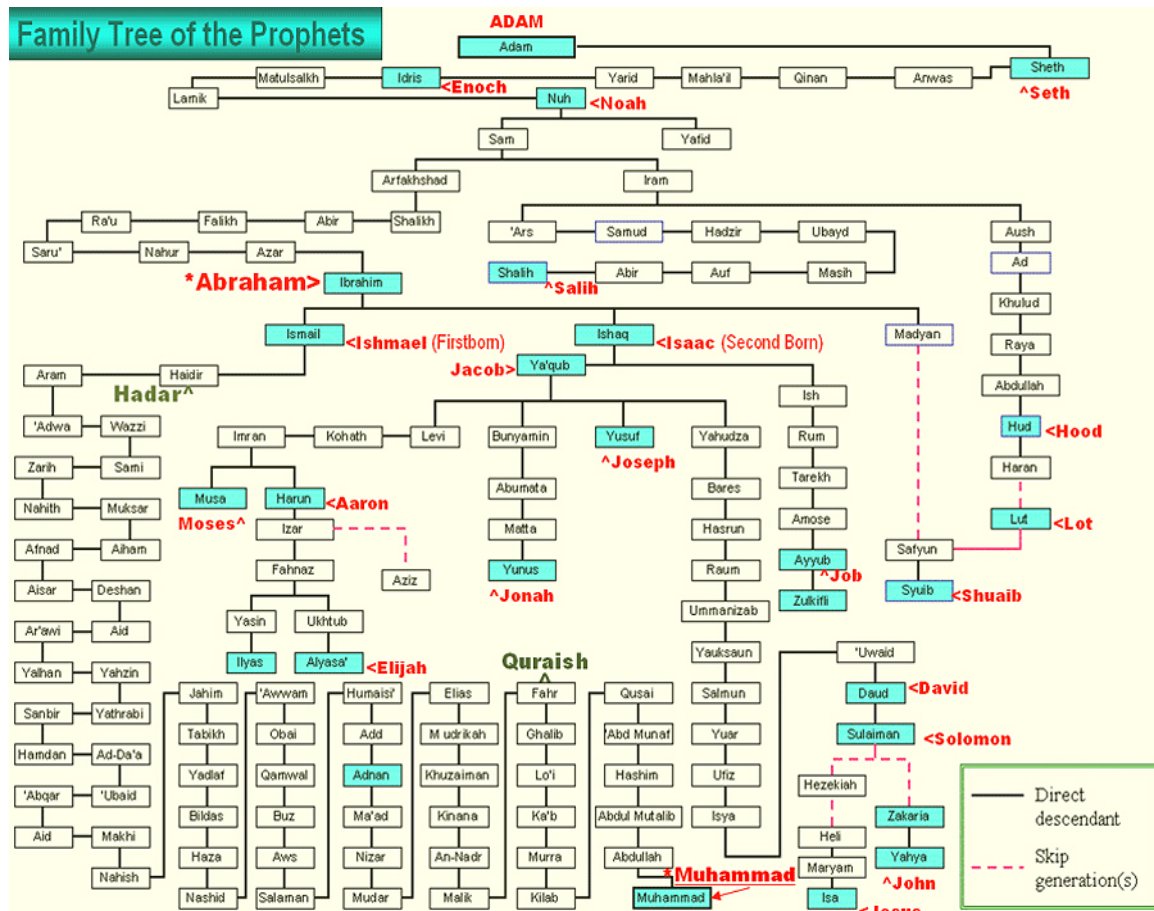 Family Tree of the Prophets
ADAM
Adam
Sheth
^Seth
Anwas
Qinan
Mahla'il
Yarid
Idris
<Enoch
Matulsalkh
Lamik
Nuh
<Noah
Sam
Yafid
Arfakhshad
Iram
Shalikh
Abir
Falikh
Ra'u
Saru'
Nahur
Azar
*Abraham>
Ibrahim
'Ars
Samud
Hadzir
Ubayd
Masih
Auf
Abir
Shalih
^Salih
Aush
Ad
Khulud
Raya
Abdullah
Hud
<Hood
Haran
Lut
<Lot
Ismail
<Ishmael (Firstborn)
Ishaq
<Isaac (Second Born)
Madyan
Safyun
Syuib
<Shuaib
Jacob>
Ya'qub
Ish
Rum
Tarekh
Amose
Ayyub
^Job
Zulkifli
Levi
Kohath
Imran
Musa
Moses^
Harun
<Aaron
Izar
Aziz
Fahnaz
Yasin
Ukhtub
Ilyas
Alyasa'
<Elijah
Bunyamin
Abumata
Matta
Yunus
^Jonah
Yusuf
^Joseph
Yahudza
Bares
Hasrun
Raum
Ummanizab
Yauksaun
Salmun
Yuar
Ufiz
Isya
'Uwaid
Daud
<David
Sulaiman
<Solomon
Hezekiah
Heli
Maryam
Isa
Zakaria
Yahya
^John
Haidir
Hadar^
Aram
'Adwa
Wazzi
Sami
Zarih
Nahith
Muksar
Aiham
Afnad
Aisar
Deshan
Aid
Ar'awi
Yalhan
Yahzin
Yathrabi
Sanbir
Hamdan
Ad-Da'a
'Ubaid
'Abqar
Aid
Makhi
Nahish
Jahim
Tabikh
Yadlaf
Bildas
Haza
Nashid
'Awwam
Obai
Qamwal
Buz
Aws
Salaman
Humaisi'
Add
Adnan
Ma'ad
Nizar
Mudar
Elias
Mudrikah
Khuzaiman
Kinana
An-Nadr
Malik
Quraish
^
Fahr
Ghalib
Lo'i
Ka'b
Murra
Kilab
Qusai
'Abd Munaf
Hashim
Abdul Mutalib
Abdullah
*Muhammad
Muhammad
Direct
descendant
Skip
generation(s)